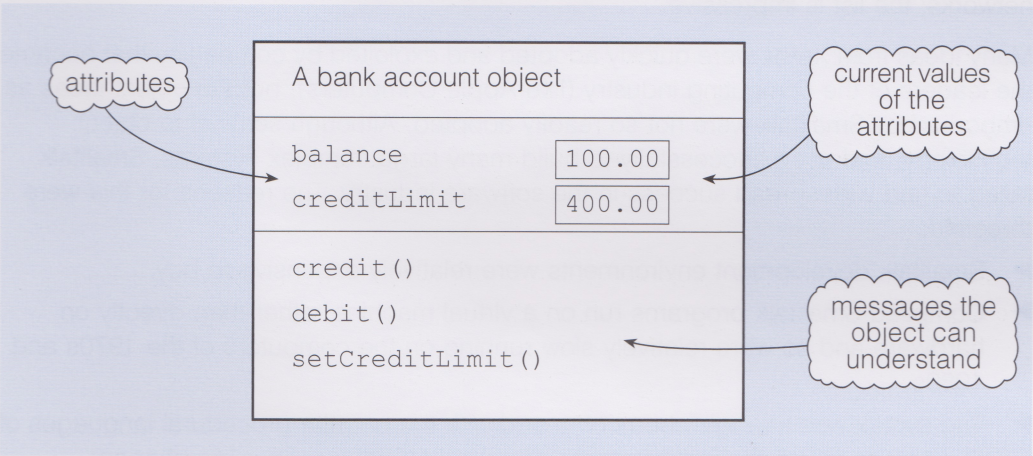 A bank account object
attributes
current values
of the
attributes
balance
100.00
creditLimit
400.00
credit()
debit()
setCreditLimit()
messages the
object can
understand